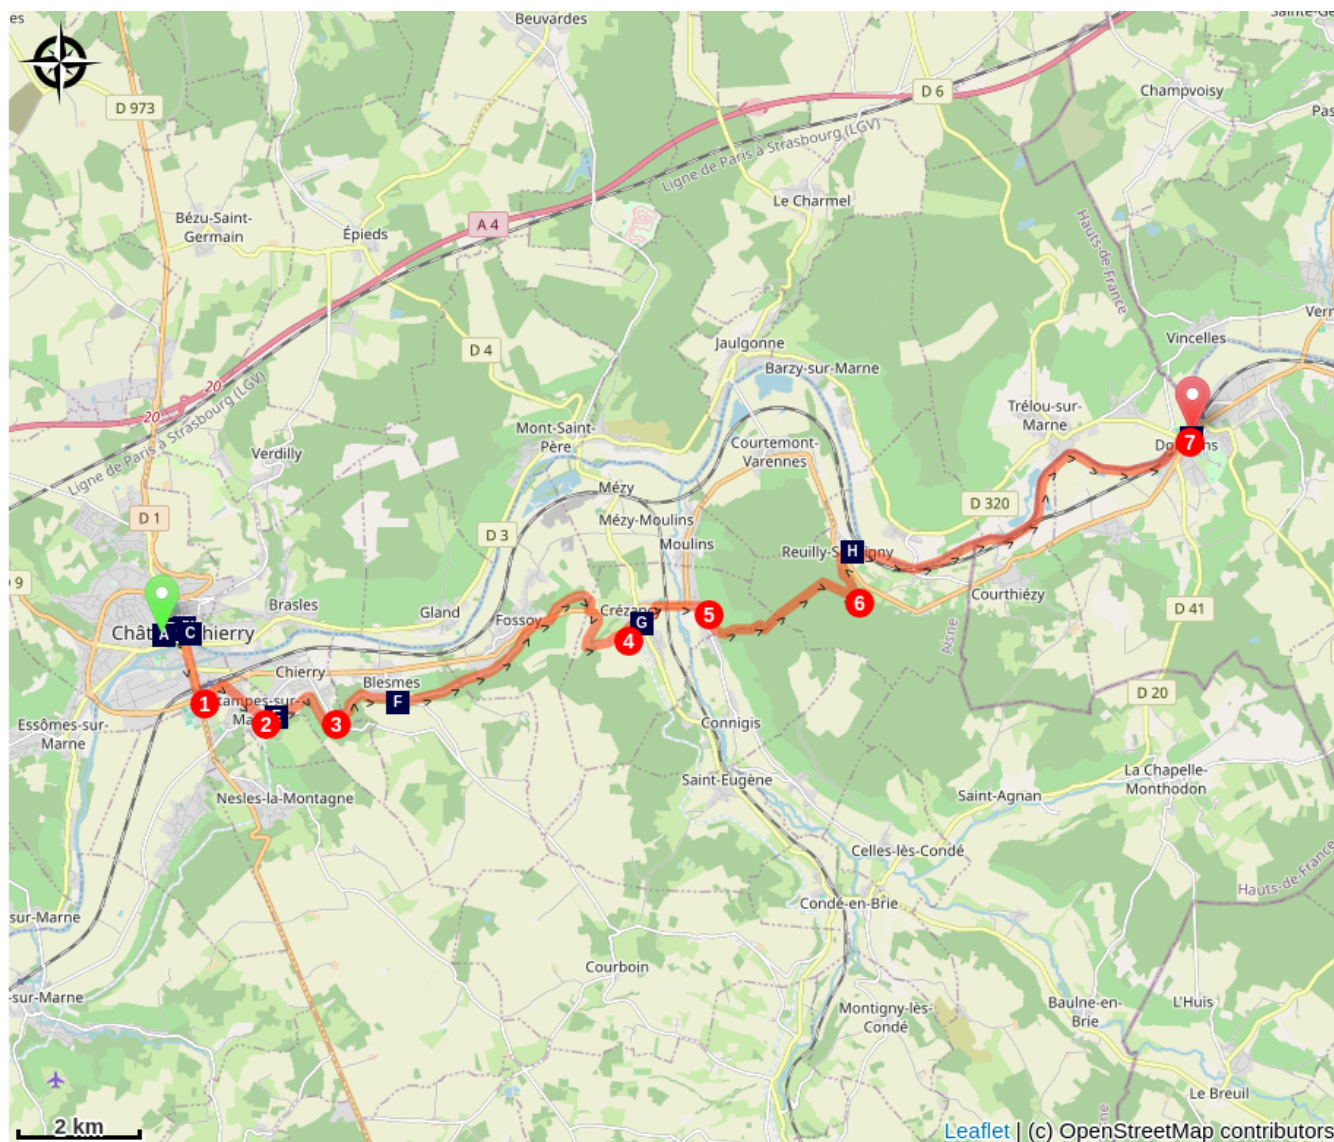 es
Beuvardes
Sainte-Ge
D 973
D 6
Champvoisy
Pas
Ligne de Paris à Strasbourg (LGV)
Le Charmel
Bézu-Saint-
Germain
Épieds
A 4
Hauts-de-France
Vincelles
Vern
Jaulgonne
D 4
Barzy-sur-Marne
20
20
Ligne de Paris à Strasbourg (LGV)
Trélou-sur-
Marne
Mont-Saint-
Père
Courtemont-
Varennes
7
Verdilly
Mézy
D 1
D 320
D 3
Mézy-Moulins
Moulins
H
9
Courthiézy
6
Brasles
Gland
Fossoy
G
5
D 41
A
C
4
Aisne
Chierry
Blesmes
D 20
1
F
2
3
Essômes-sur-
Marne
Connigis
Saint-Eugène
La Chapelle-
Monthodon
Nesles-la-Montagne
Saint-Agnan
Celles-lès-Condé
Hauts-de-France
Condé-en-Brie
sur-Marne
Courboin
-sur-Marne
Montigny-lès-
Condé
Baulne-en-
Brie
L'Huis
Le Breuil
ne
2 km
Leaflet | (c) OpenStreetMap contributors